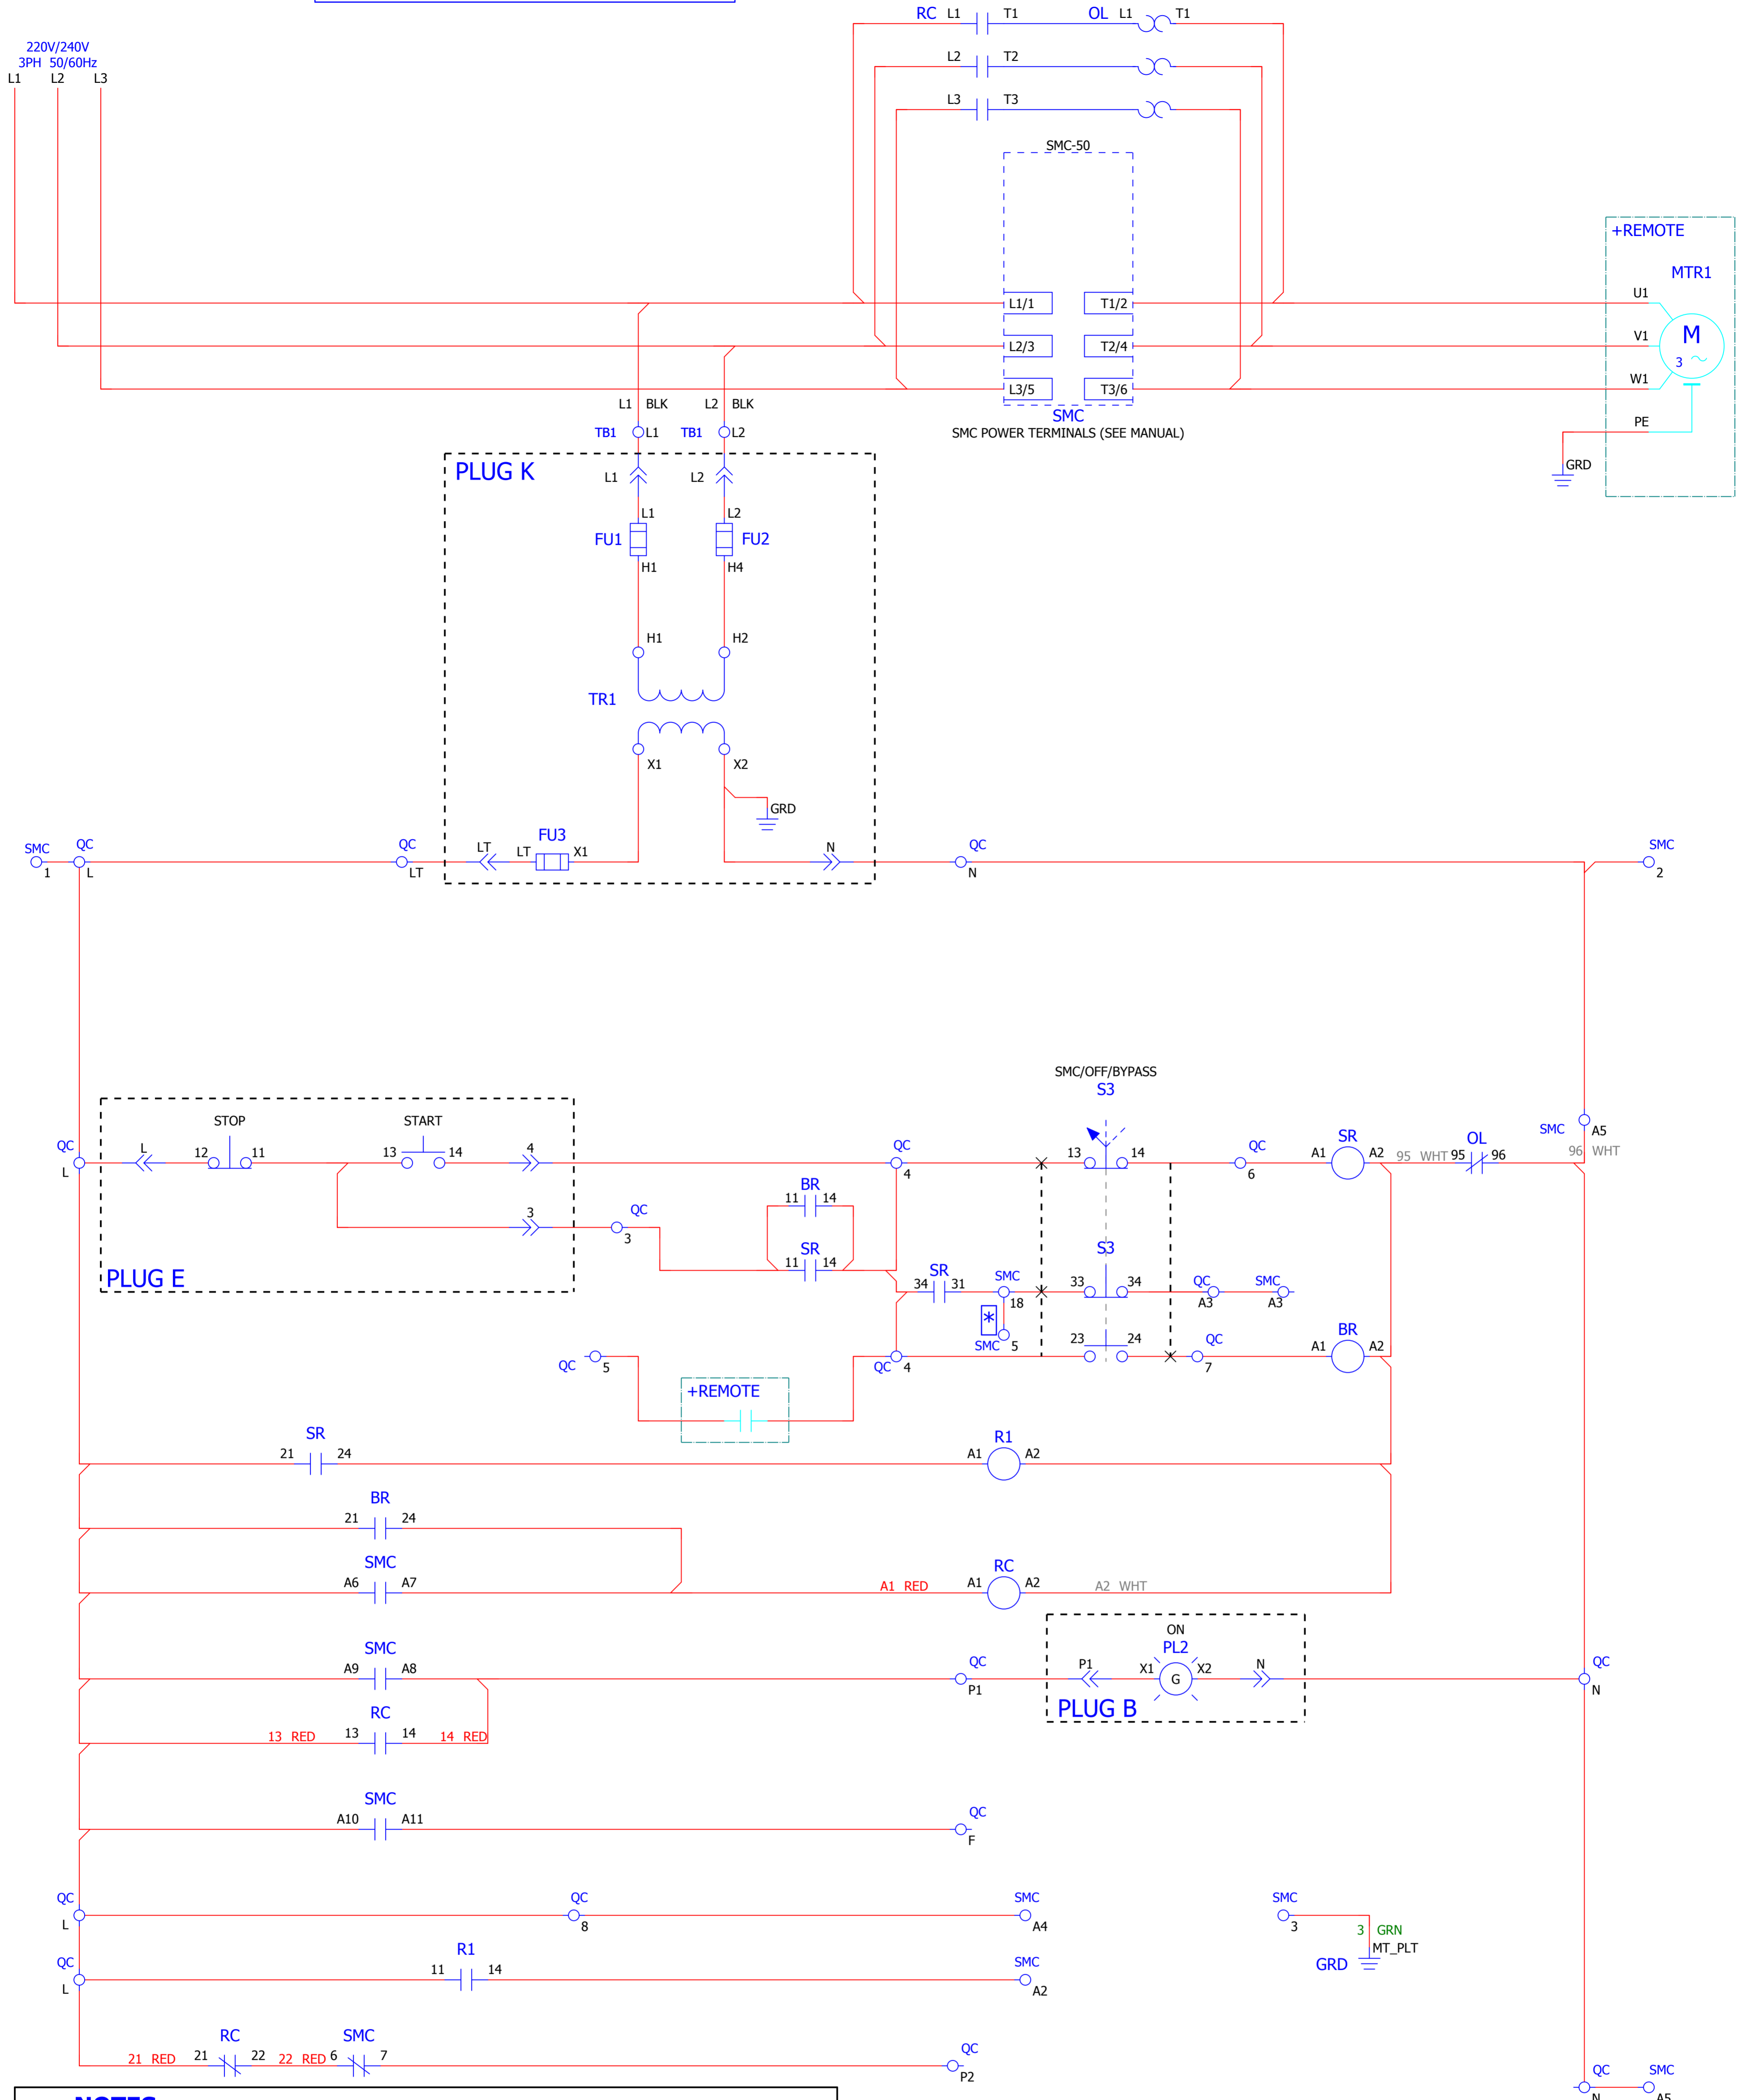 RC L1 T1 OL L1 T1
220V/240V
3PH 50/60Hz
L1 L2 L3
L2 T2
L3 T3
SMC-50
+REMOTE
MTR1
L1/1 T1/2 U1
L2/3 T2/4 V1 M
3
L3/5 T3/6 W1
L1 BLK L2 BLK
SMC
SMC POWER TERMINALS (SEE MANUAL)
PE
TB1 L1 TB1 L2
GRD
PLUG K
L1 L2
L1 L2
FU1 FU2
H1 H4
H1 H2
TR1
X1 X2
GRD
SMC QC QC FU3 QC SMC
LT LT X1 N
1 L LT N 2
SMC/OFF/BYPASS
S3
STOP START
SMC A5
QC L 12 11 13 14 4 QC 13 14 QC SR OL
A1 A2 95 WHT 95 96 96 WHT
L 4 6
BR
11 14
3 QC
3
SR
11 14
S3
PLUG E
SR SMC QC SMC
34 31 33 34
18 A3 A3
*
SMC 5
23 24 QC BR
A1 A2
QC 5 QC 4 7
+REMOTE
SR R1
21 24 A1 A2
BR
21 24
SMC RC
A6 A7 A1 RED A1 A2 A2 WHT
ON
SMC PL2
A9 A8 QC P1 X1 G X2 N QC
P1 N
PLUG B
RC
13 RED 13 14 14 RED
SMC
A10 A11 QC
F
QC QC SMC SMC
L 8 A4 3
3 GRN
MT_PLT
GRD
QC R1 SMC
11 14
L A2
RC SMC
21 RED 21 22 22 RED 6 7 QC
P2
QC SMC
N A5
NOTES